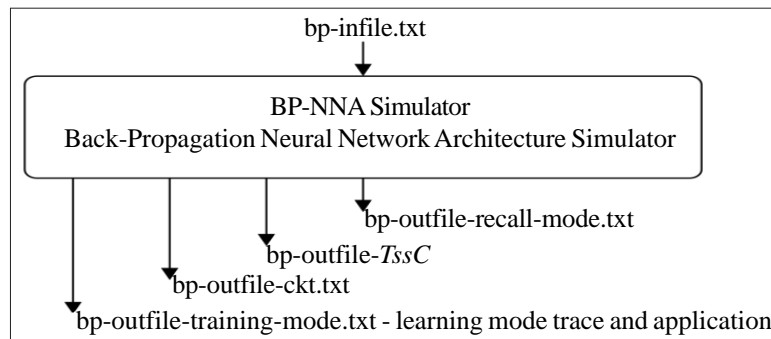 bp-infile.txt
BP-NNA Simulator
Back-Propagation Neural Network Architecture Simulator
bp-outfile-recall-mode.txt
bp-outfile-TssC
bp-outfile-ckt.txt
bp-outfile-training-mode.txt - learning mode trace and application